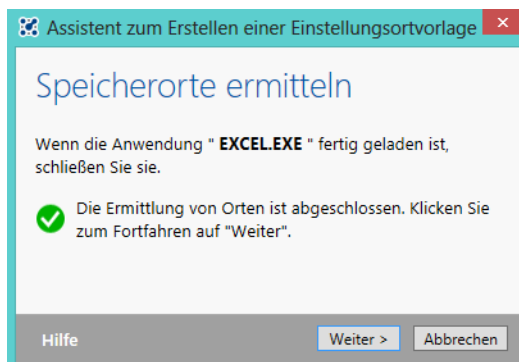 Assistent zum Erstellen einer Einstellungsortvorlage
Speicherorte ermitteln
Wenn die Anwendung " EXCEL.EXE " fertig geladen ist,
schließen Sie sie.
Die Ermittlung von Orten ist abgeschlossen. Klicken Sie
zum Fortfahren auf "Weiter".
Hilfe
Weiter >
Abbrechen